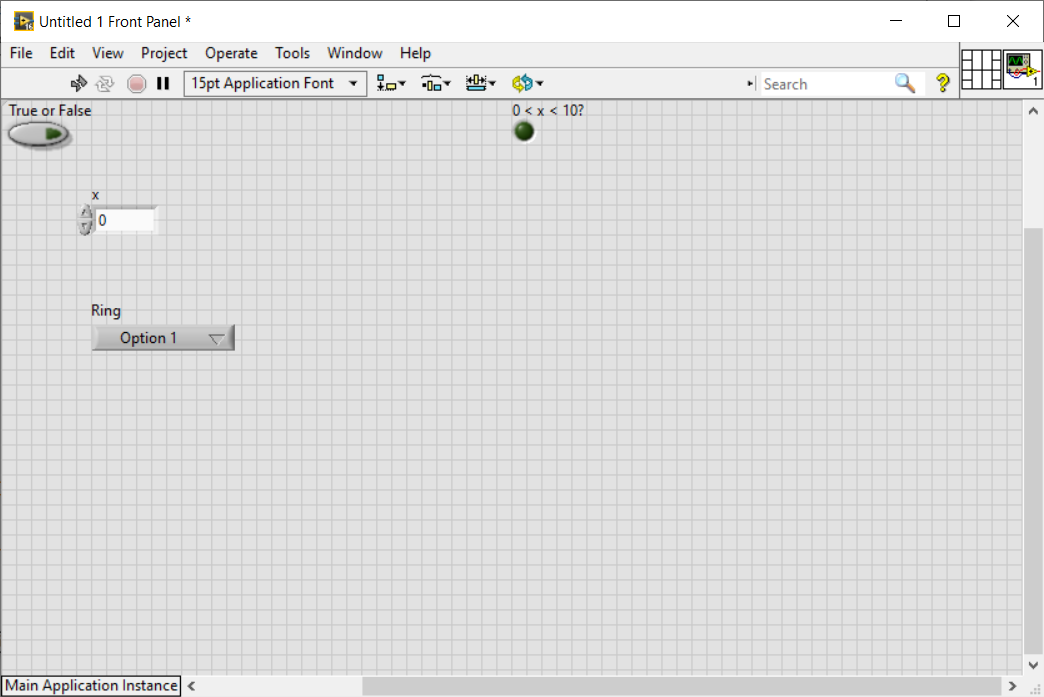 Untitled 1 Front Panel *
File Edit View Project Operate Tools Window Help
15pt Application Font Search ? 1
True or False 0 < x < 10?
x
0
Ring
Option 1
Main Application Instance